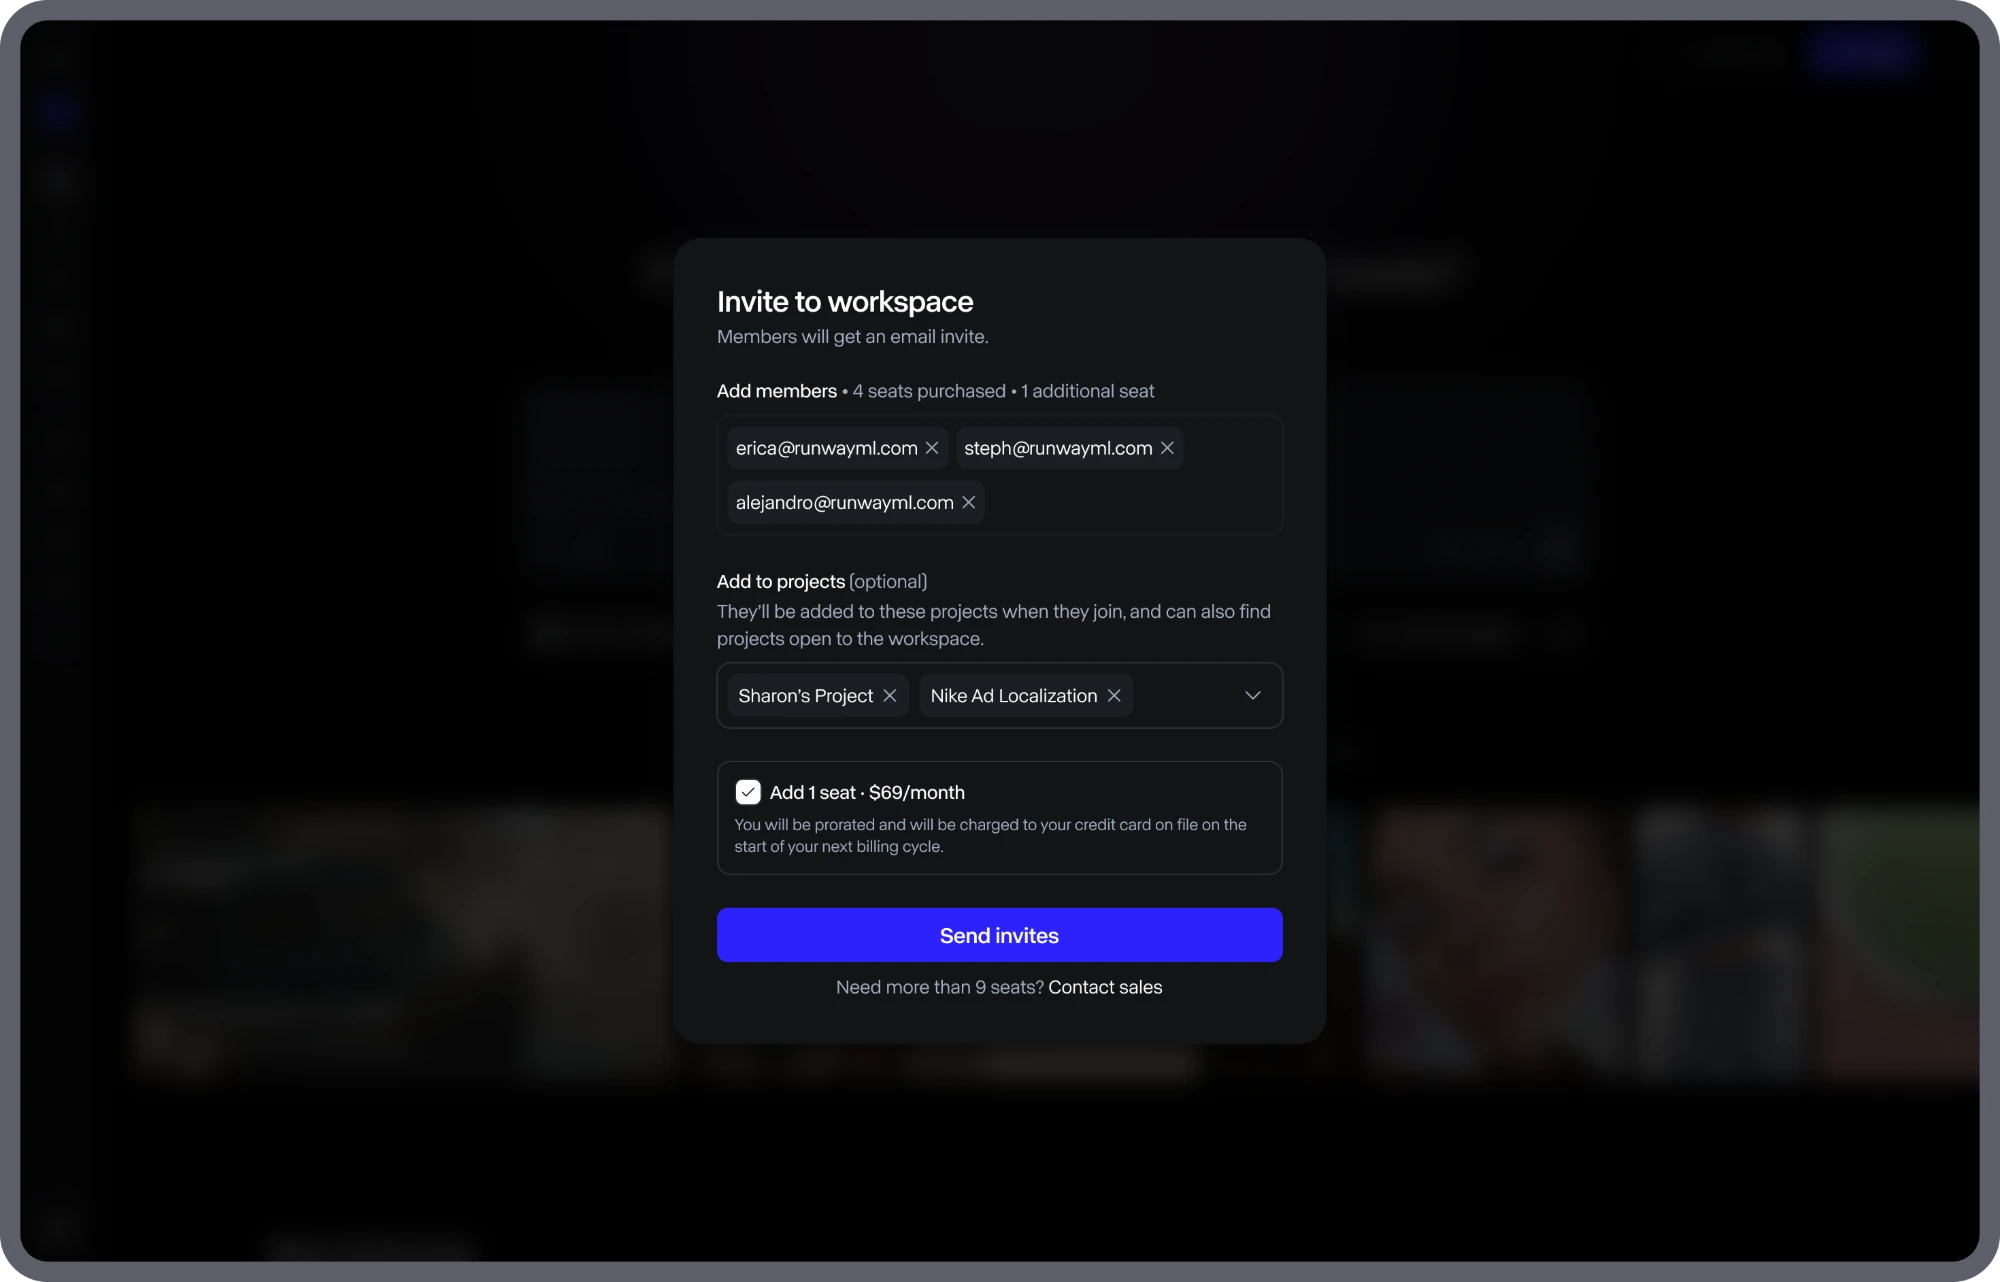 Invite to workspace
Members will get an email invite.
Add members • 4 seats purchased • 1 additional seat
erica@runwayml.com steph@runwayml.com
alejandro@runwayml.com
Add to projects (optional)
They’ll be added to these projects when they join, and can also find
projects open to the workspace.
Sharon’s Project Nike Ad Localization
Add 1 seat · $69/month
You will be prorated and will be charged to your credit card on file on the
start of your next billing cycle.
Send invites
Need more than 9 seats? Contact sales